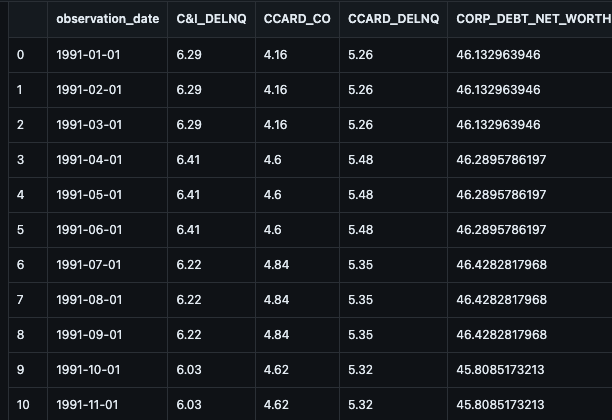 observation_date C&I_DELNQ CCARD_CO CCARD_DELNQ CORP_DEBT_NET_WORTH
0 1991-01-01 6.29 4.16 5.26 46.132963946
1 1991-02-01 6.29 4.16 5.26 46.132963946
2 1991-03-01 6.29 4.16 5.26 46.132963946
3 1991-04-01 6.41 4.6 5.48 46.2895786197
4 1991-05-01 6.41 4.6 5.48 46.2895786197
5 1991-06-01 6.41 4.6 5.48 46.2895786197
6 1991-07-01 6.22 4.84 5.35 46.4282817968
7 1991-08-01 6.22 4.84 5.35 46.4282817968
8 1991-09-01 6.22 4.84 5.35 46.4282817968
9 1991-10-01 6.03 4.62 5.32 45.8085173213
10 1991-11-01 6.03 4.62 5.32 45.8085173213